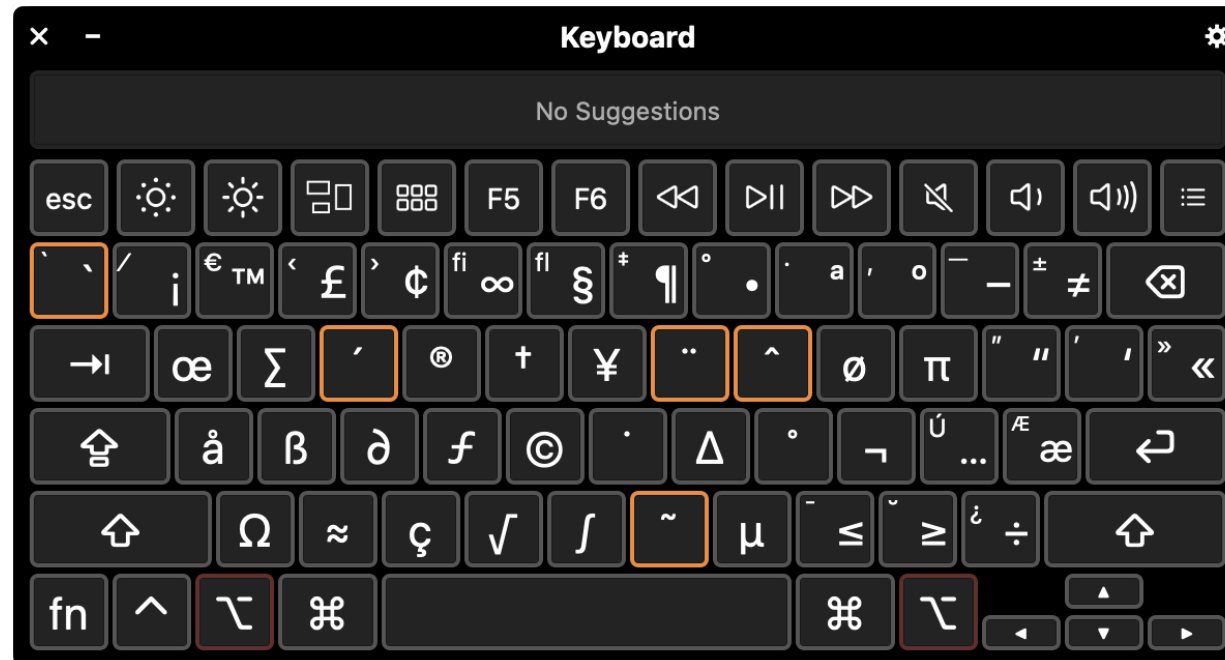 Keyboard
No Suggestions
esc F5 F6
` ` ⁄ ¡ € ™ ‹ £ › ¢ fi ∞ fl § ‡ ¶ ° • · ª ‚ º — – ± ≠
œ ∑ ´ ® † ¥ ¨ ˆ ø π ” “ ’ ‘ » «
å ß ∂ ƒ © ˙ ∆ ˚ ¬ Ú … Æ æ
Ω ≈ ç √ ∫ ˜ µ ¯ ≤ ˘ ≥ ¿ ÷
fn ⌃ ⌥ ⌘ ⌘ ⌥